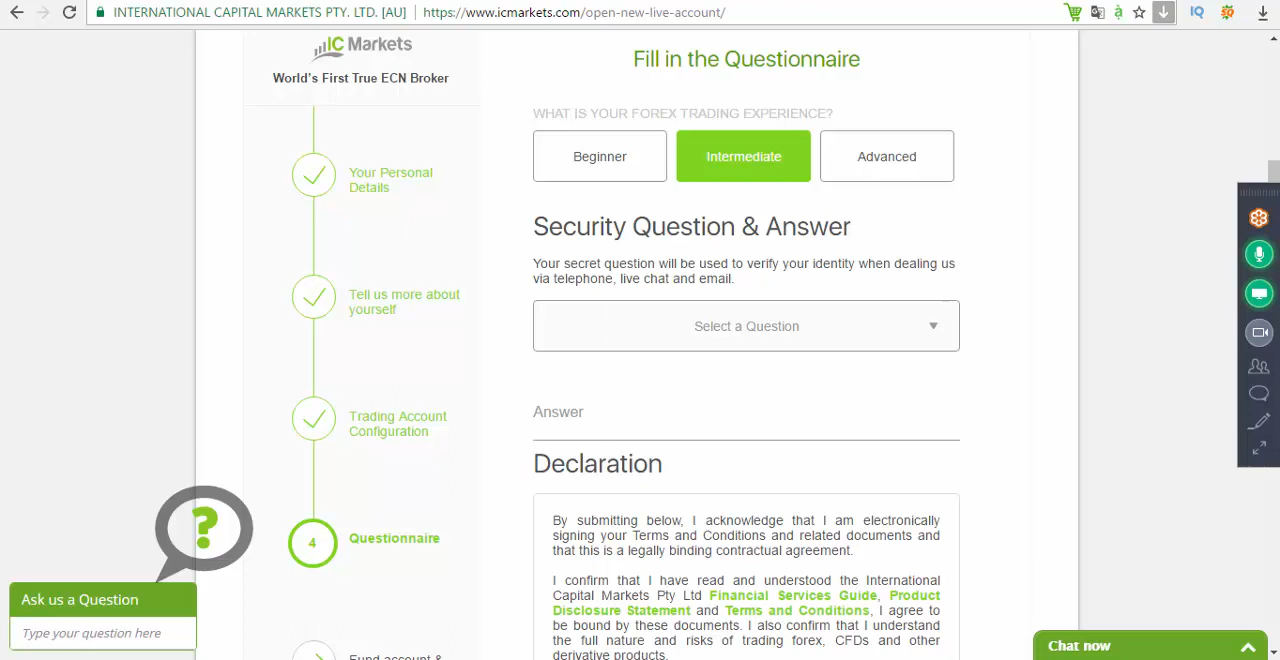 INTERNATIONAL CAPITAL MARKETS PTY. LTD. [AU]
https://www.icmarkets.com/open-new-live-account/
IC Markets
World's First True ECN Broker
Your Personal
Details
Tell us more about
yourself
Trading Account
Configuration
4
Questionnaire
Fund account &
Fill in the Questionnaire
WHAT IS YOUR FOREX TRADING EXPERIENCE?
Beginner
Intermediate
Advanced
Security Question & Answer
Your secret question will be used to verify your identity when dealing us
via telephone, live chat and email.
Select a Question
Answer
Declaration
By submitting below, I acknowledge that I am electronically
signing your Terms and Conditions and related documents and
that this is a legally binding contractual agreement.
I confirm that I have read and understood the International
Capital Markets Pty Ltd Financial Services Guide, Product
Disclosure Statement and Terms and Conditions, I agree to
be bound by these documents. I also confirm that I understand
the full nature and risks of trading forex, CFDs and other
derivative products.
?
Ask us a Question
Type your question here
Chat now
IQ